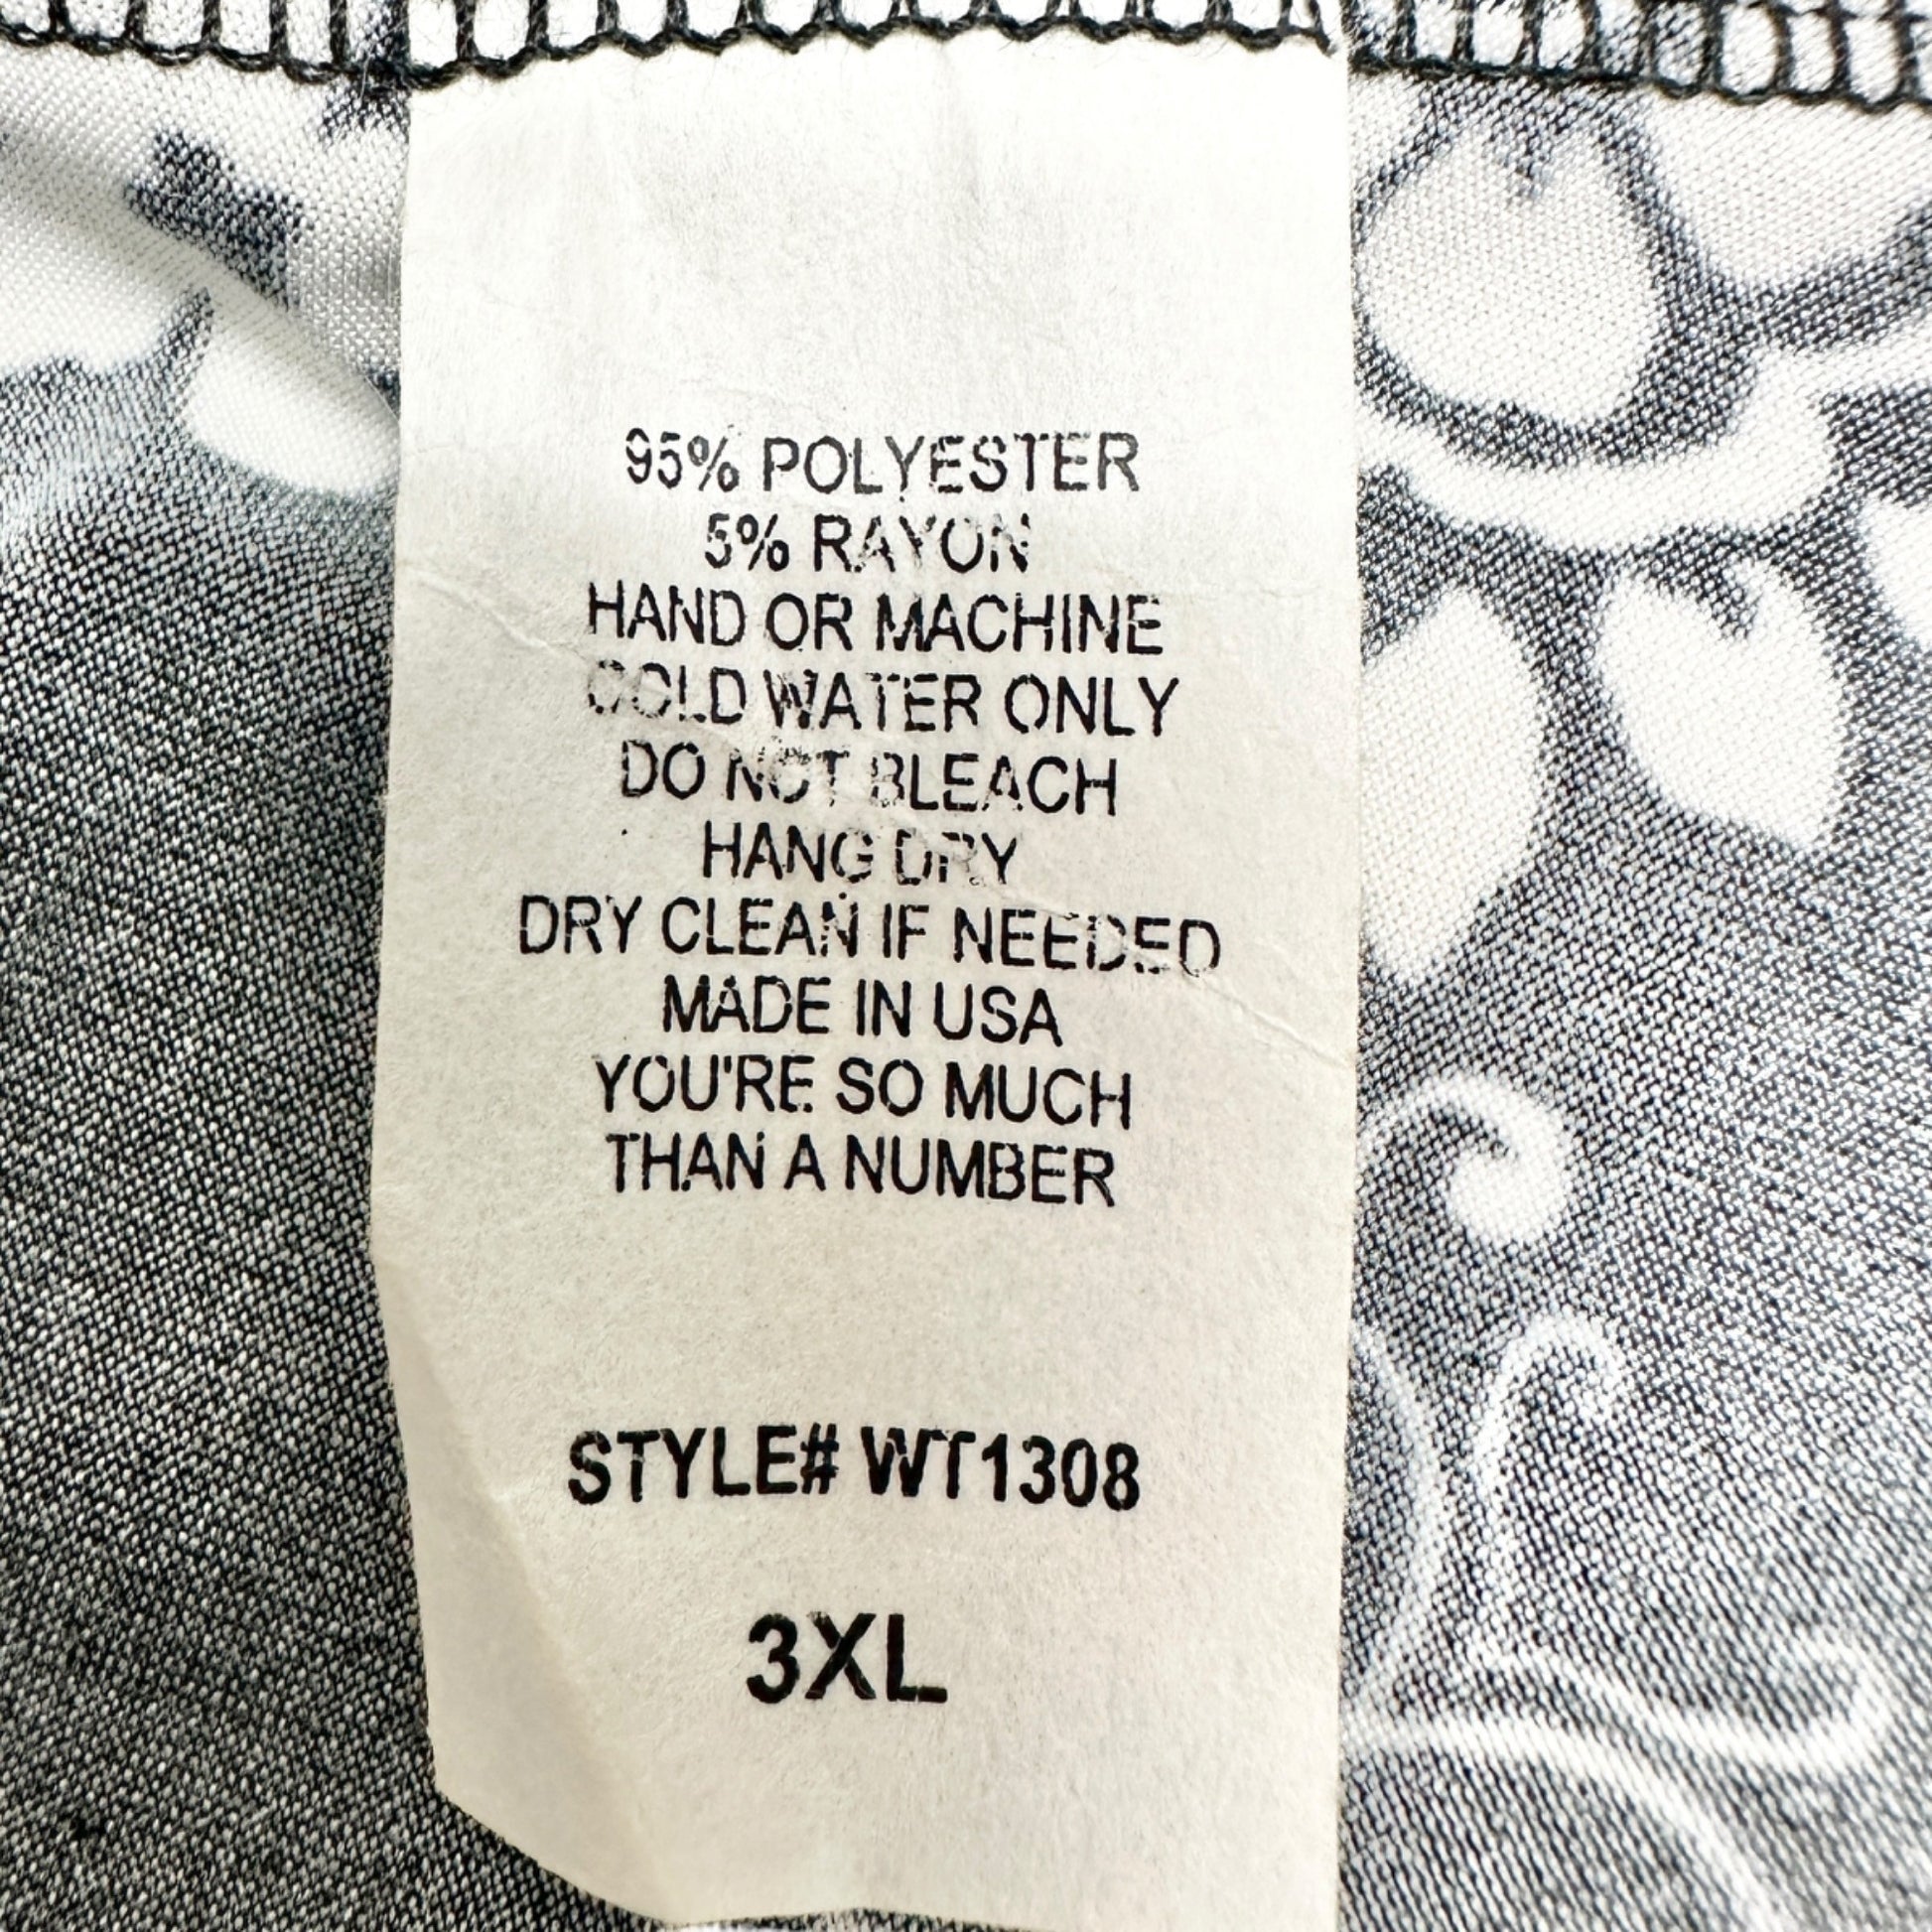 95% POLYESTER
5% RAYON
HAND OR MACHINE
COLD WATER ONLY
DO NOT BLEACH
HANG DRY
DRY CLEAN IF NEEDED
MADE IN USA
YOU'RE SO MUCH
THAN A NUMBER
STYLE# WT1308
3XL